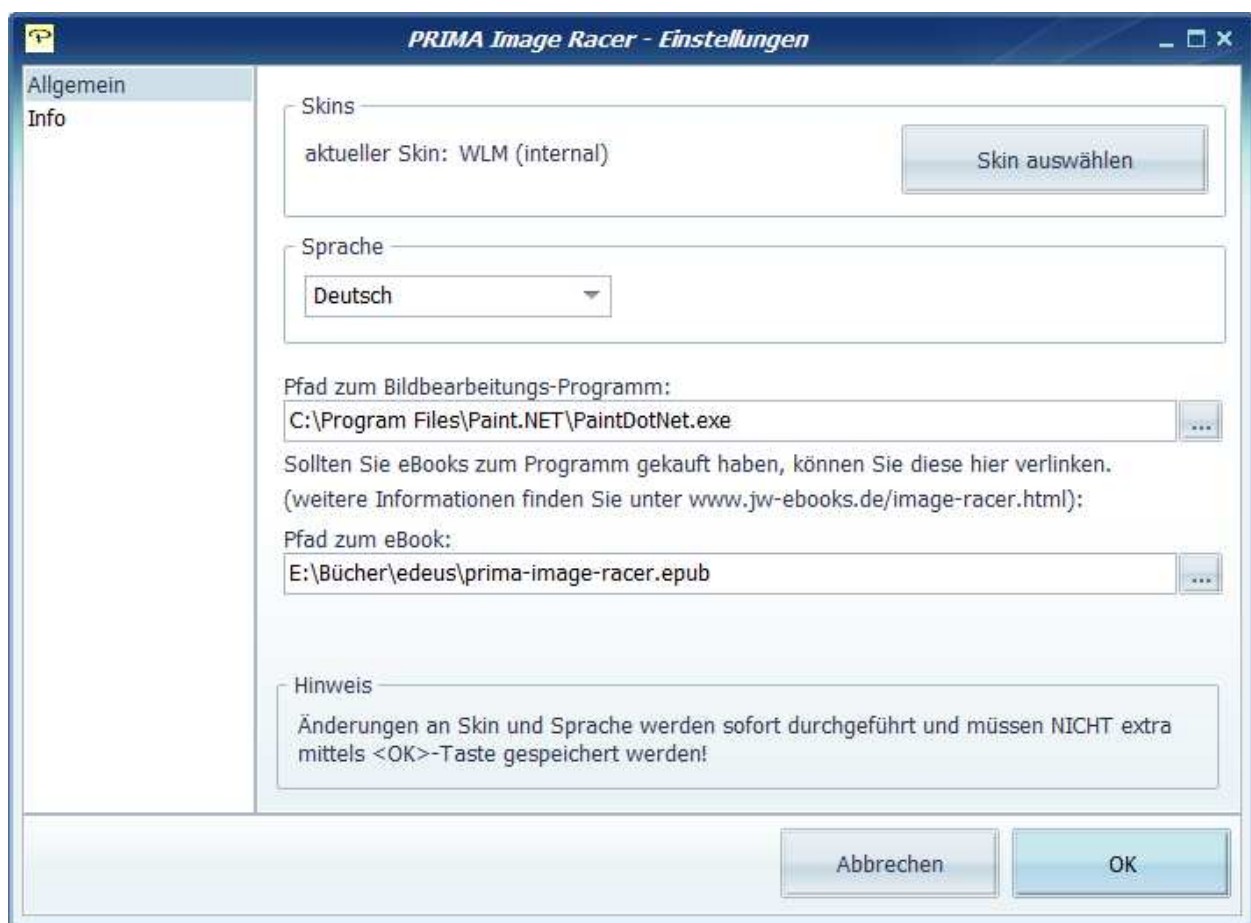 PRIMA Image Racer - Einstellungen
Allgemein
Info
Skins
aktueller Skin: WLM (internal)
Skin auswählen
Sprache
Deutsch
Pfad zum Bildbearbeitungs-Programm:
C:\Program Files\Paint.NET\PaintDotNet.exe
...
Sollten Sie eBooks zum Programm gekauft haben, können Sie diese hier verlinken.
(weitere Informationen finden Sie unter www.jw-ebooks.de/image-racer.html):
Pfad zum eBook:
E:\Bücher\edeus\prima-image-racer.epub
...
Hinweis
Änderungen an Skin und Sprache werden sofort durchgeführt und müssen NICHT extra
mittels <OK>-Taste gespeichert werden!
Abbrechen
OK